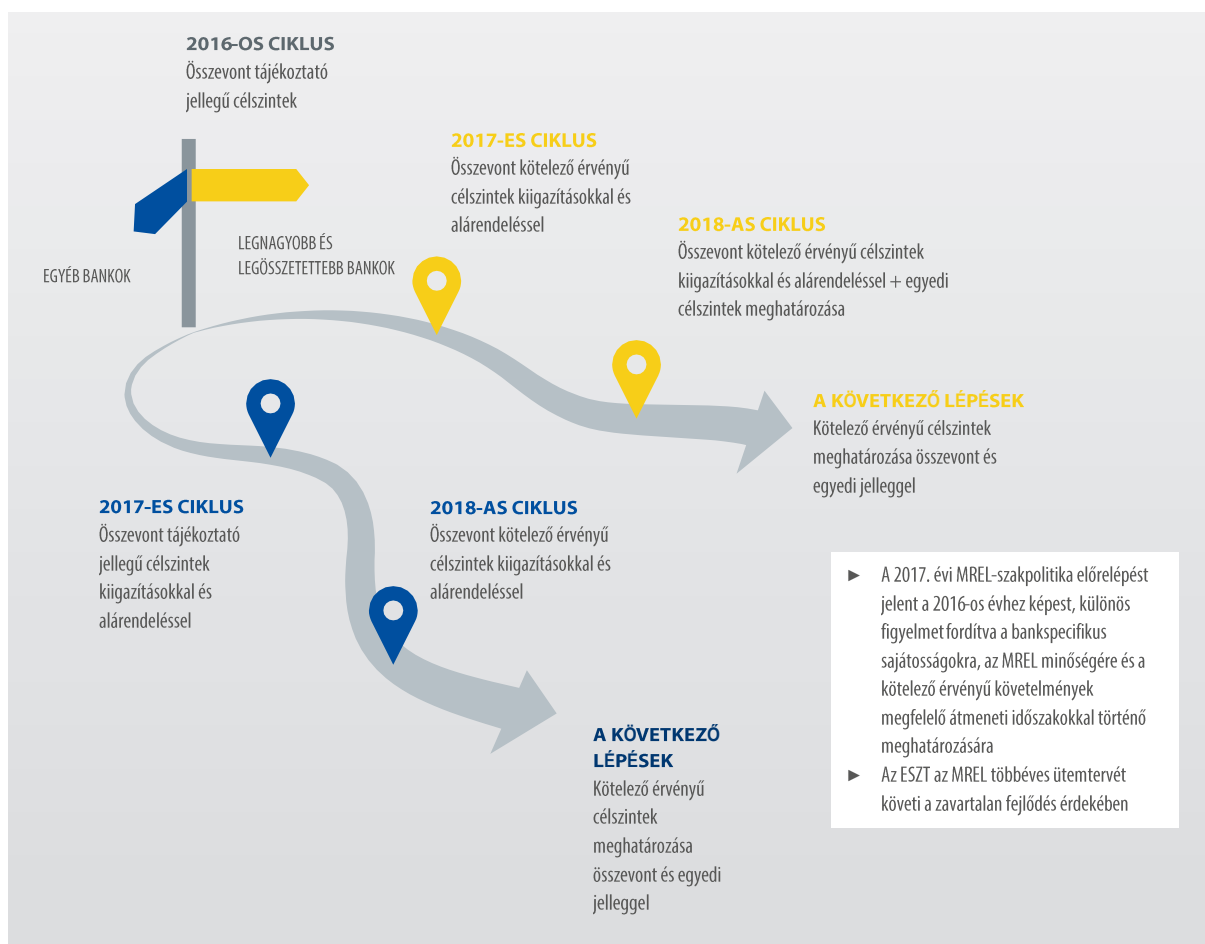 2016-OS CIKLUS
Összevont tájékoztató
jellegű célszintek
EGYÉB BANKOK
LEGNAGYOBB ÉS
LEGÖSSZETETTEBB BANKOK
2017-ES CIKLUS
Összevont kötelező érvényű
célszintek kiigazításokkal és
alárendeléssel
2018-AS CIKLUS
Összevont kötelező érvényű célszintek
kiigazításokkal és alárendeléssel + egyedi
célszintek meghatározása
A KÖVETKEZŐ LÉPÉSEK
Kötelező érvényű célszintek
meghatározása összevont és
egyedi jelleggel
2017-ES CIKLUS
Összevont tájékoztató
jellegű célszintek
kiigazításokkal és
alárendeléssel
2018-AS CIKLUS
Összevont kötelező érvényű
célszintek kiigazításokkal és
alárendeléssel
A KÖVETKEZŐ
LÉPÉSEK
Kötelező érvényű
célszintek
meghatározása
összevont és egyedi
jelleggel
► A 2017. évi MREL-szakpolitika előrelépést
jelent a 2016-os évhez képest, különös
figyelmet fordítva a bankspecifikus
sajátosságokra, az MREL minőségére és a
kötelező érvényű követelmények
megfelelő átmeneti időszakokkal történő
meghatározására
► Az ESZT az MREL többéves ütemtervét
követi a zavartalan fejlődés érdekében